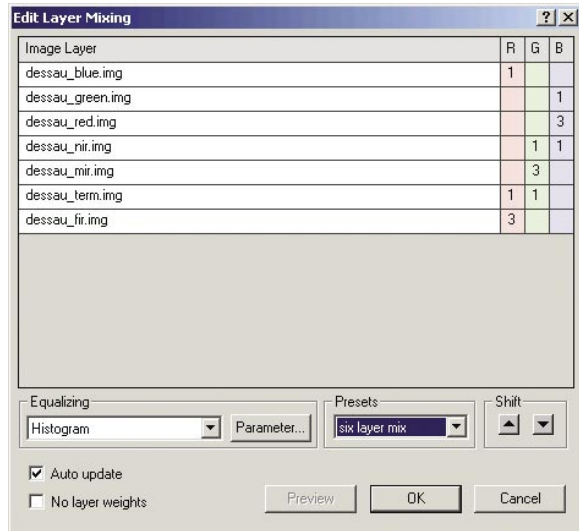 Edit Layer Mixing ? X
Image Layer R G B
dessau_blue.img 1
dessau_green.img 1
dessau_red.img 3
dessau_nir.img 1 1
dessau_mir.img 3
dessau_term.img 1 1
dessau_fir.img 3
Equalizing Presets Shift
Histogram Parameter... six layer mix
Auto update
No layer weights Preview OK Cancel